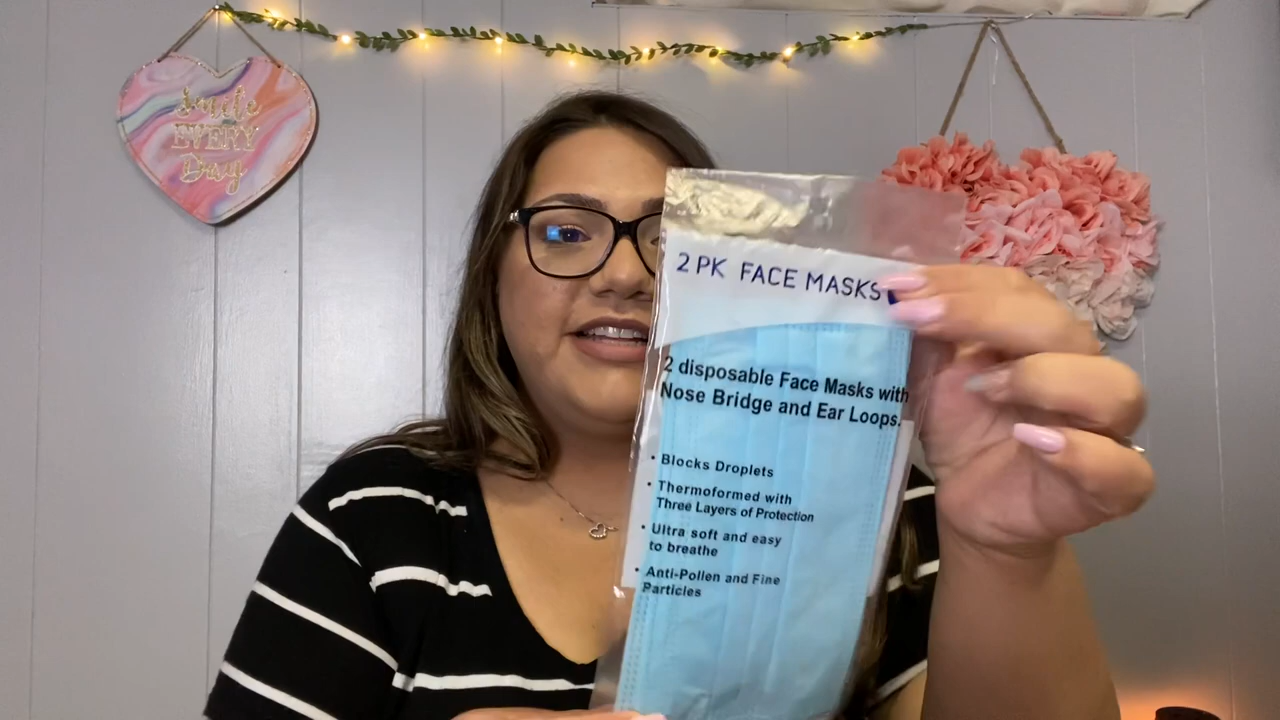 smile
EVERY
Day
2 PK FACE MASKS
2 disposable Face Masks with
Nose Bridge and Ear Loops.
• Blocks Droplets
• Thermoformed with
Three Layers of Protection
• Ultra soft and easy
to breathe
• Anti-Pollen and Fine
Particles